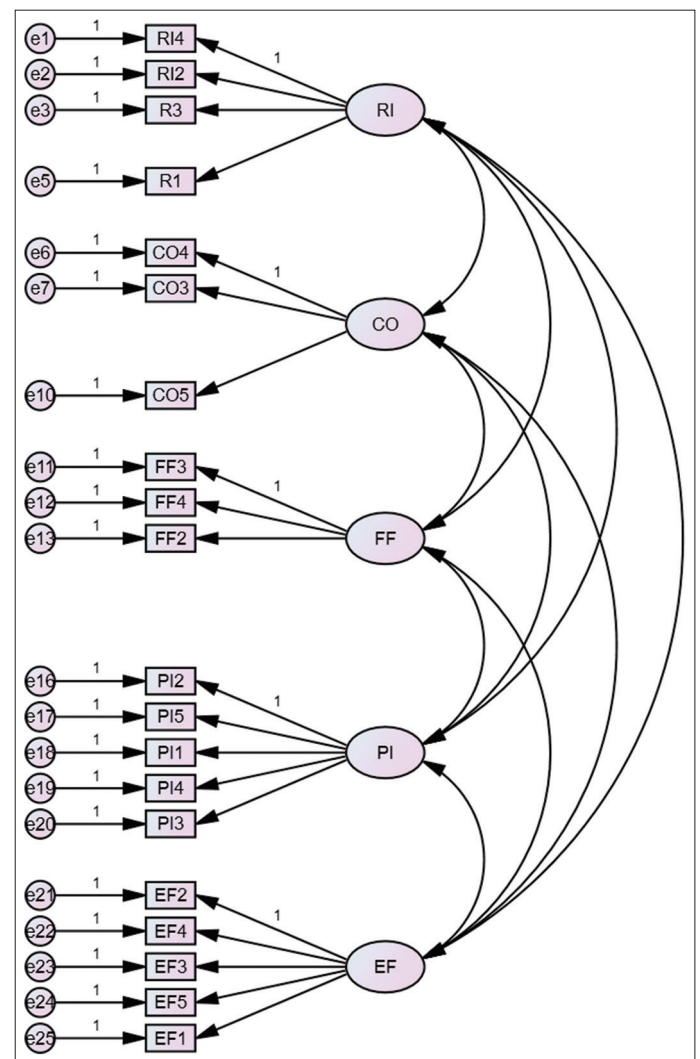 e1 1 RI4 1
e2 1 RI2
e3 1 R3 RI
e5 1 R1
e6 1 CO4 1
e7 1 CO3
CO
e10 1 CO5
e11 1 FF3 1
e12 1 FF4
e13 1 FF2 FF
e16 1 PI2 1
e17 1 PI5
e18 1 PI1 PI
e19 1 PI4
e20 1 PI3
e21 1 EF2 1
e22 1 EF4
e23 1 EF3 EF
e24 1 EF5
e25 1 EF1